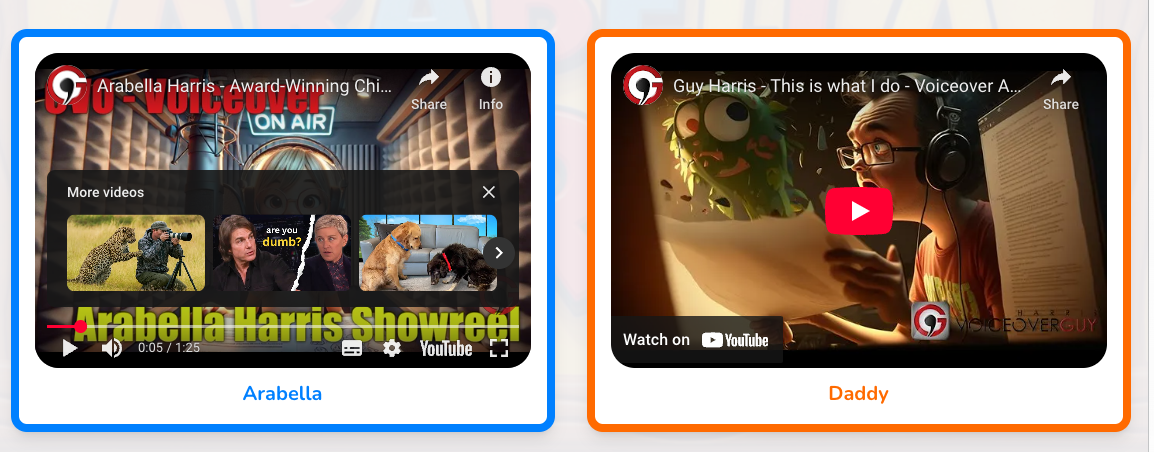 Arabella Harris - Award-Winning Chi...
Share
Info
- Voiceover
ON AIR
More videos
are you
dumb?
Arabella Harris Showreel
0:05 / 1:25
YouTube
Arabella
Guy Harris - This is what I do - Voiceover A...
Share
HARRIS
VOICEOVERGUY
Watch on
YouTube
Daddy